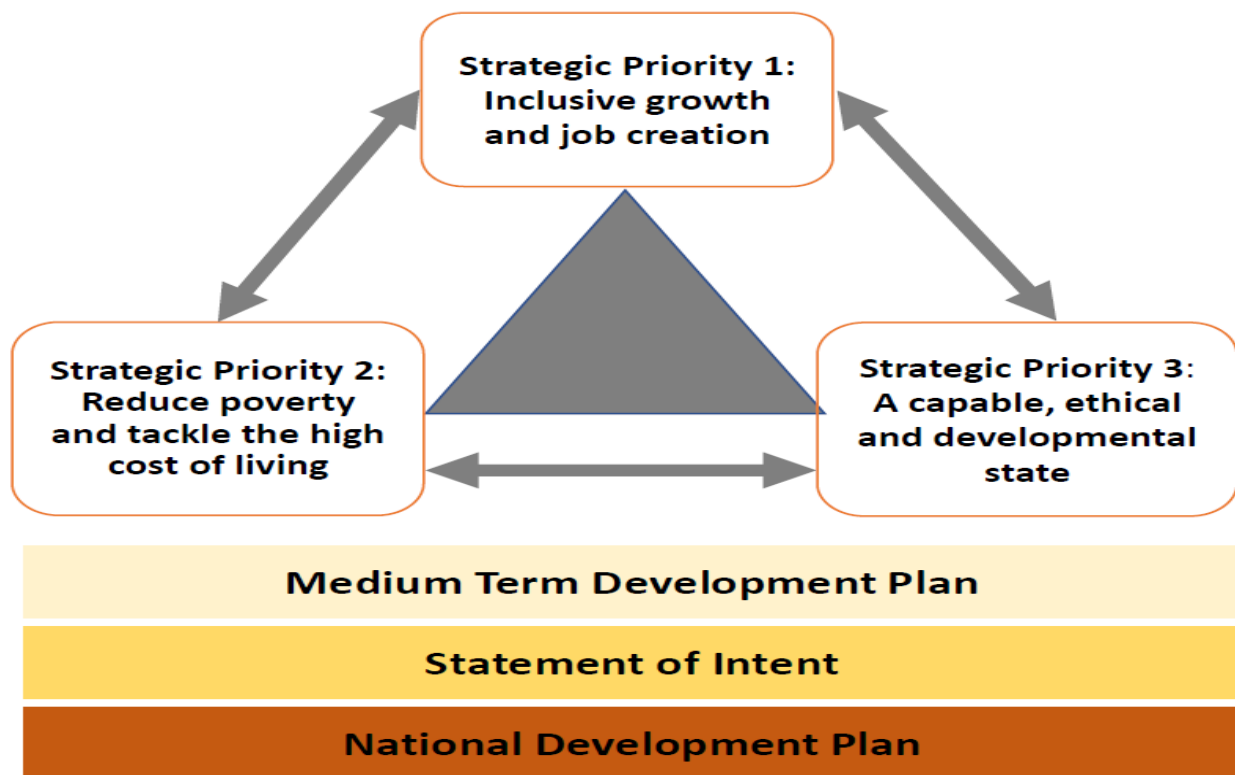 Strategic Priority 1:
Inclusive growth
and job creation
Strategic Priority 2:
Reduce poverty
and tackle the high
cost of living
Strategic Priority 3:
A capable, ethical
and developmental
state
Medium Term Development Plan
Statement of Intent
National Development Plan